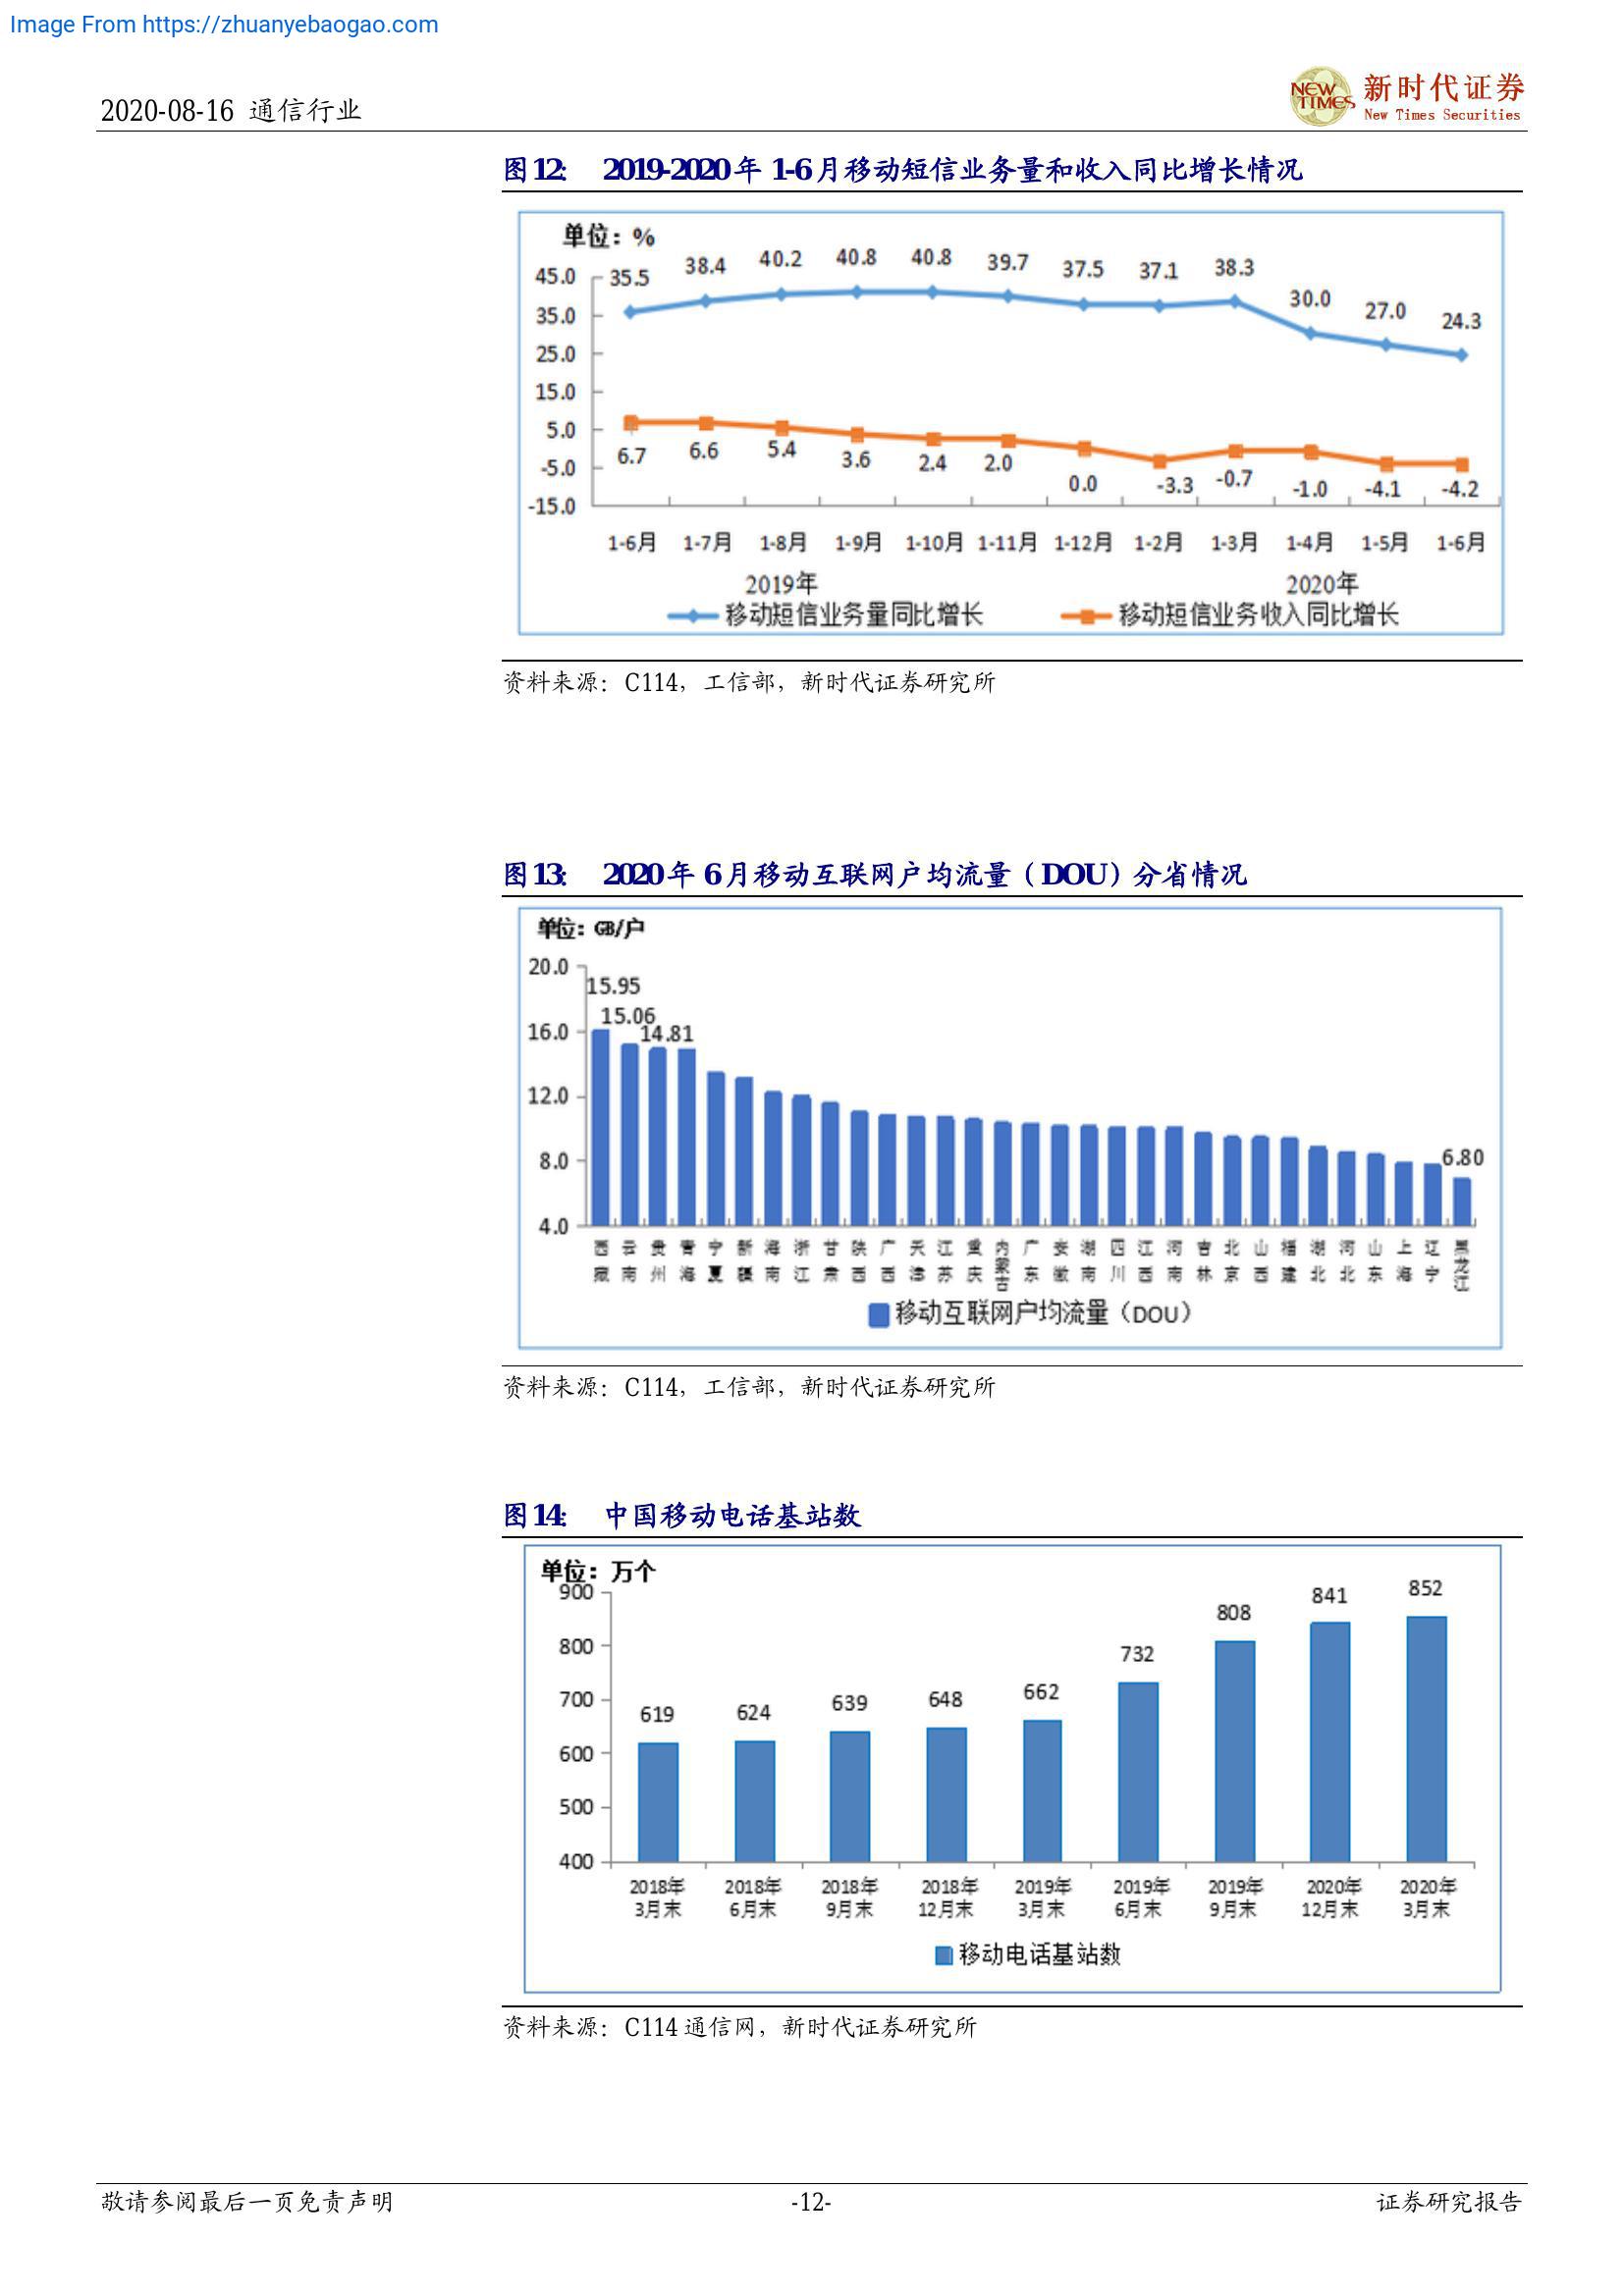 Image From https://zhuanyebaogao.com
2020-08-16 通信行业
NEW TIMES
新时代证券
New Times Securities
图12: 2019-2020年1-6月移动短信业务量和收入同比增长情况
单位：%
45.0
35.0
25.0
15.0
5.0
-5.0
-15.0
35.5 38.4 40.2 40.8 40.8 39.7 37.5 37.1 38.3 30.0 27.0 24.3
6.7 6.6 5.4 3.6 2.4 2.0 0.0 -3.3 -0.7 -1.0 -4.1 -4.2
1-6月 1-7月 1-8月 1-9月 1-10月 1-11月 1-12月 1-2月 1-3月 1-4月 1-5月 1-6月
2019年 2020年
移动短信业务量同比增长 移动短信业务收入同比增长
资料来源：C114，工信部，新时代证券研究所
图13: 2020年6月移动互联网户均流量（DOU）分省情况
单位：GB/户
20.0
16.0
12.0
8.0
4.0
15.95
15.06
14.81
6.80
西藏 云南 贵州 青海 宁夏 新疆 海南 浙江 甘肃 陕西 广西 天津 江苏 重庆 内蒙古 广东 安徽 湖南 四川 江西 河南 吉林 北京 山西 福建 湖北 河北 山东 上海 辽宁 黑龙江
移动互联网户均流量（DOU）
资料来源：C114，工信部，新时代证券研究所
图14: 中国移动电话基站数
单位：万个
900
800
700
600
500
400
619 624 639 648 662 732 808 841 852
2018年 2018年 2018年 2018年 2019年 2019年 2019年 2020年 2020年
3月末 6月末 9月末 12月末 3月末 6月末 9月末 12月末 3月末
移动电话基站数
资料来源：C114通信网，新时代证券研究所
敬请参阅最后一页免责声明
-12-
证券研究报告